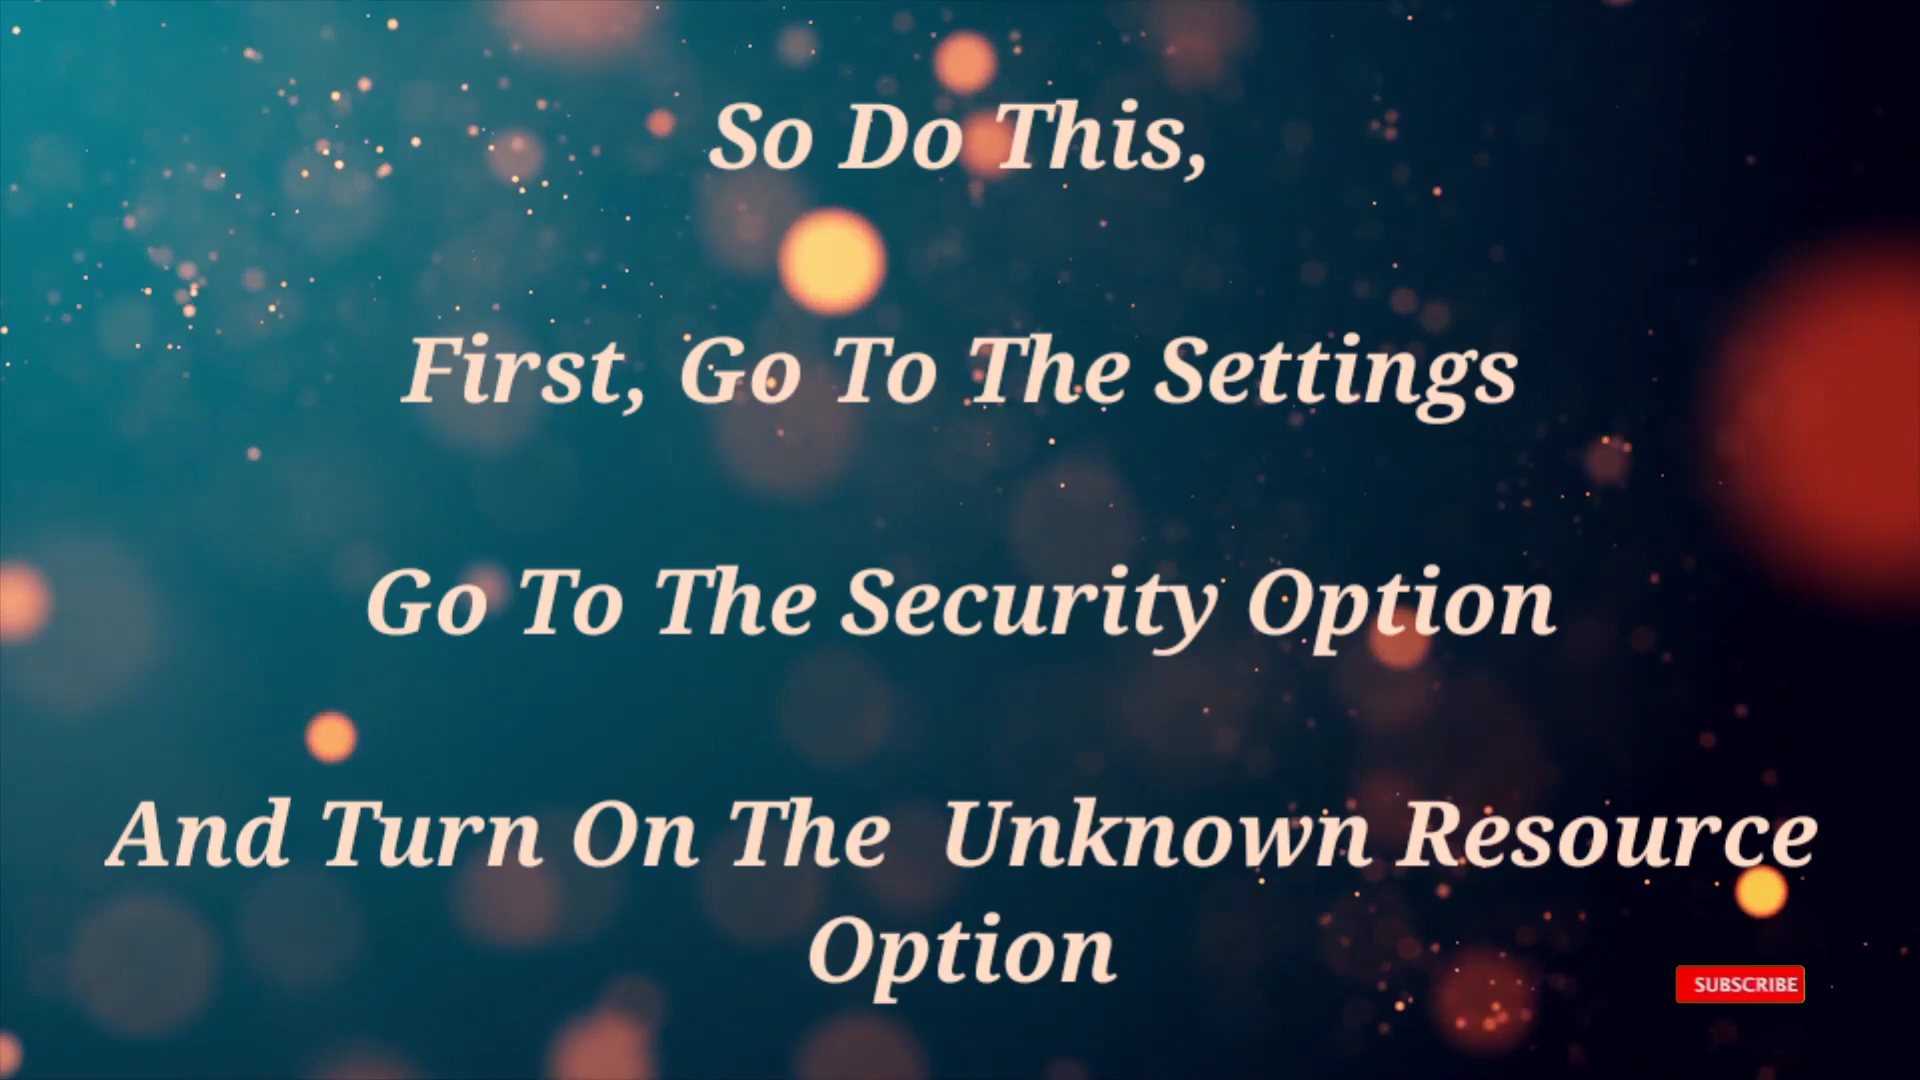 So Do This,
First, Go To The Settings
Go To The Security Option
And Turn On The Unknown Resource
Option
SUBSCRIBE